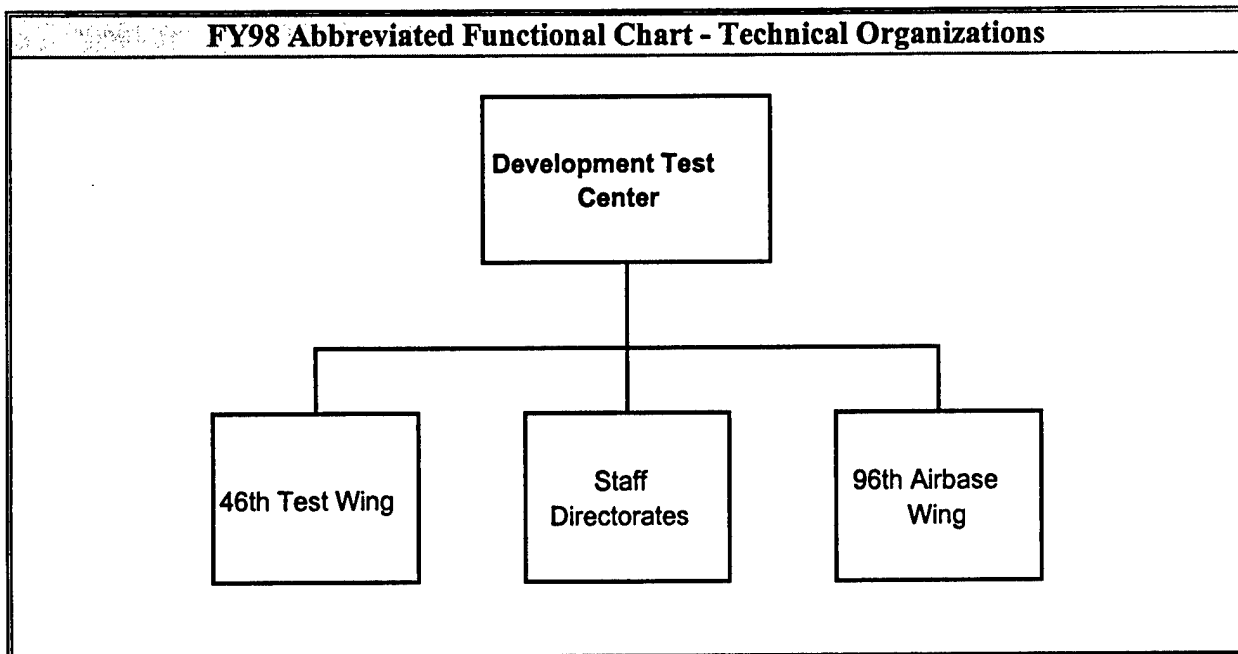 FY98 Abbreviated Functional Chart - Technical Organizations
Development Test
Center
46th Test Wing
Staff
Directorates
96th Airbase
Wing